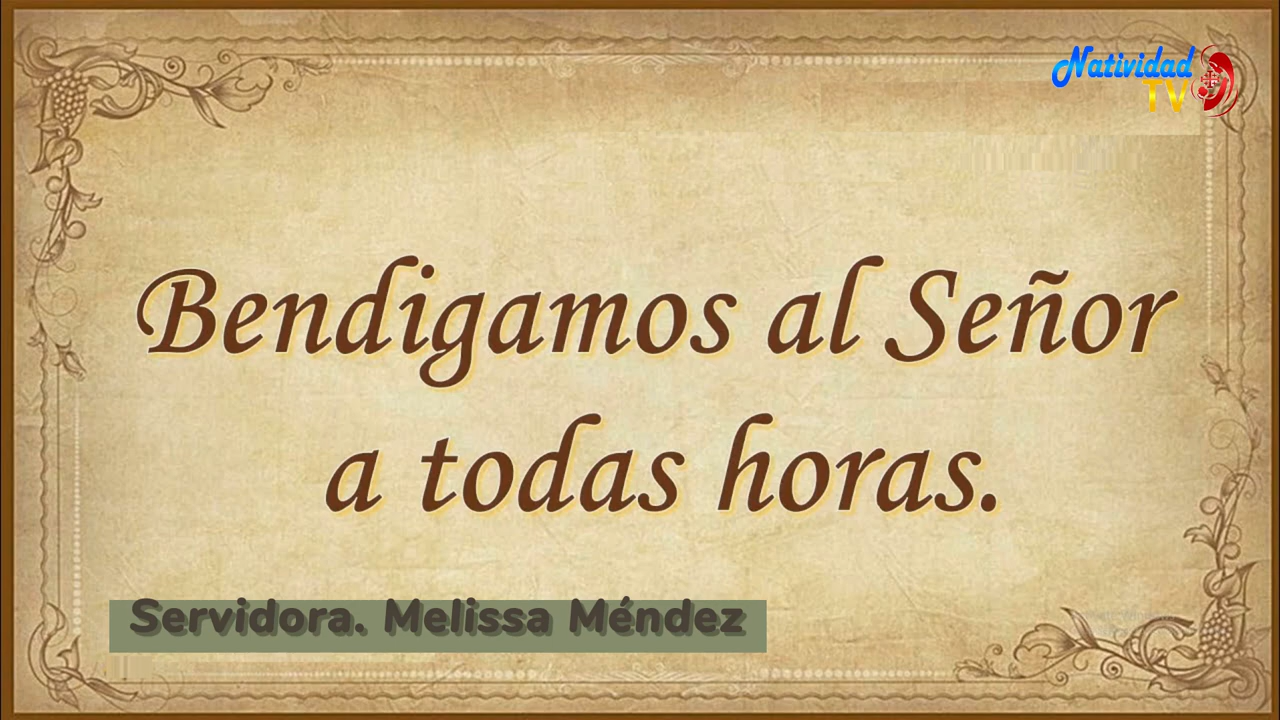 Natividad
TV
Bendigamos al Señor
a todas horas.
Servidora. Melissa Méndez